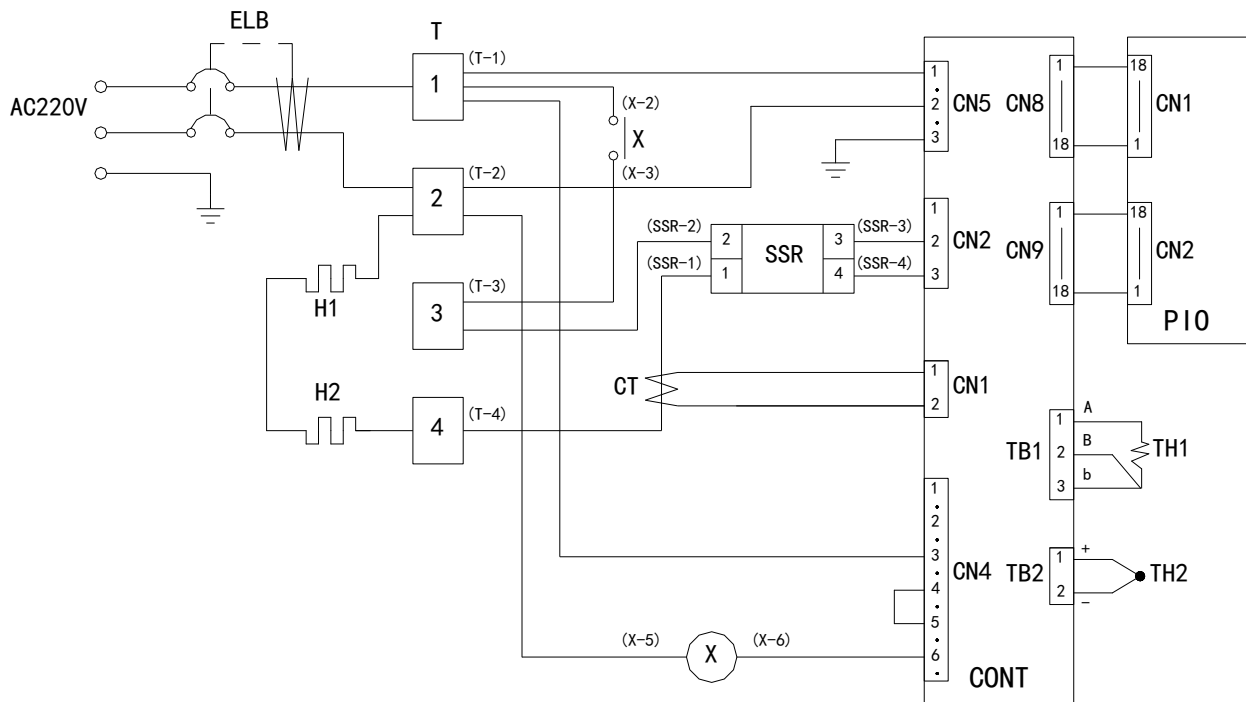 ELB
T
AC220V
1
(T-1)
(X-2)
X
(X-3)
1
2
3
CN5
CN8
1
18
18
1
CN1
2
(T-2)
H1
(SSR-2)
(SSR-1)
2
1
SSR
3
4
(SSR-3)
(SSR-4)
1
2
3
CN2
CN9
1
18
18
1
CN2
PIO
3
(T-3)
H2
4
(T-4)
CT
1
2
CN1
TB1
1
2
3
A
B
b
TH1
1
2
3
4
5
6
CN4
TB2
1
2
+
−
TH2
(X-5)
X
(X-6)
CONT